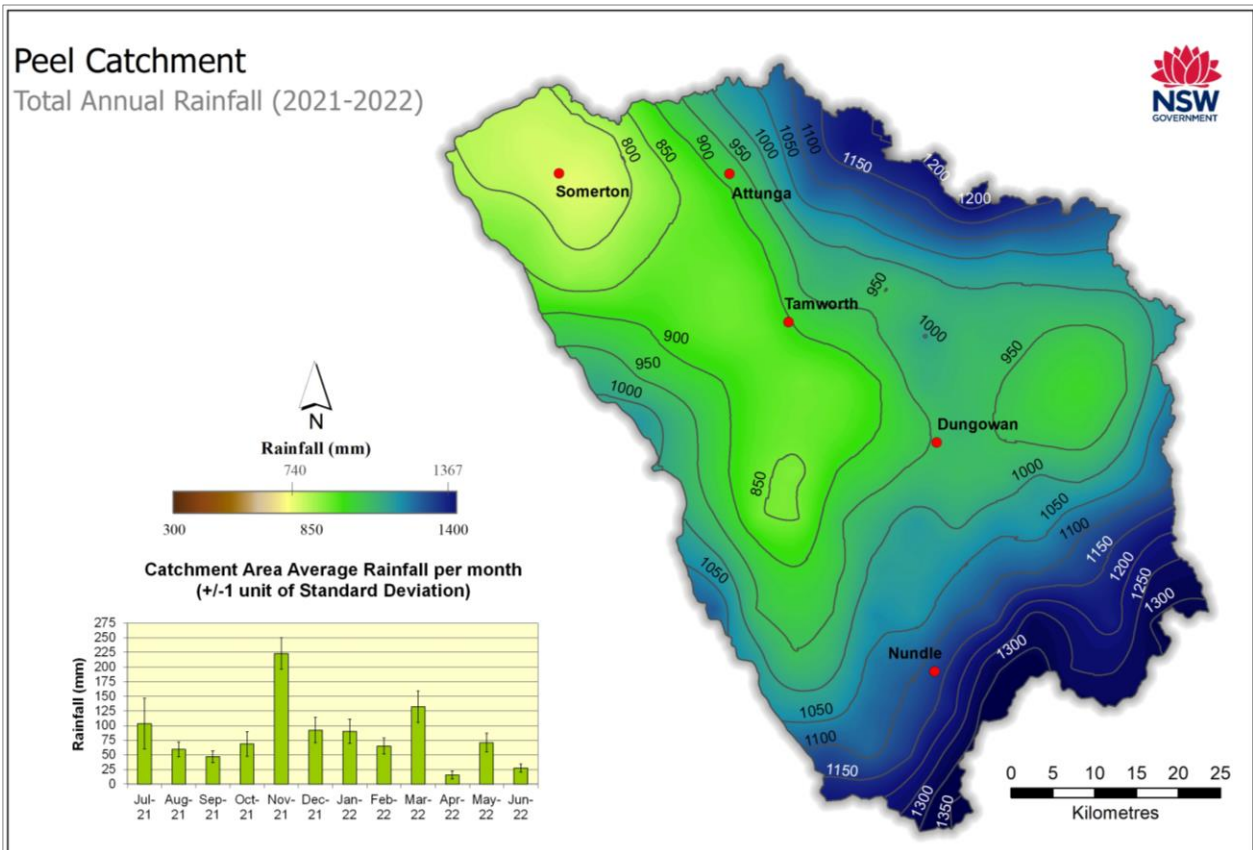 Peel Catchment
Total Annual Rainfall (2021-2022)
NSW
GOVERNMENT
800
850
900
950
1000
1050
1100
1150
1200
1200
Somerton
Attunga
950
Tamworth
1000
900
950
1000
950
Dungowan
850
1000
1050
1100
1150
1200
1250
1300
1050
1300
Nundle
1050
1100
1150
1300
1350
N
Rainfall (mm)
740 1367
300 850 1400
Catchment Area Average Rainfall per month
(+/-1 unit of Standard Deviation)
Rainfall (mm)
275
250
225
200
175
150
125
100
75
50
25
0
Jul- Aug- Sep- Oct- Nov- Dec- Jan- Feb- Mar- Apr- May- Jun-
21 21 21 21 21 21 22 22 22 22 22 22
0 5 10 15 20 25
Kilometres